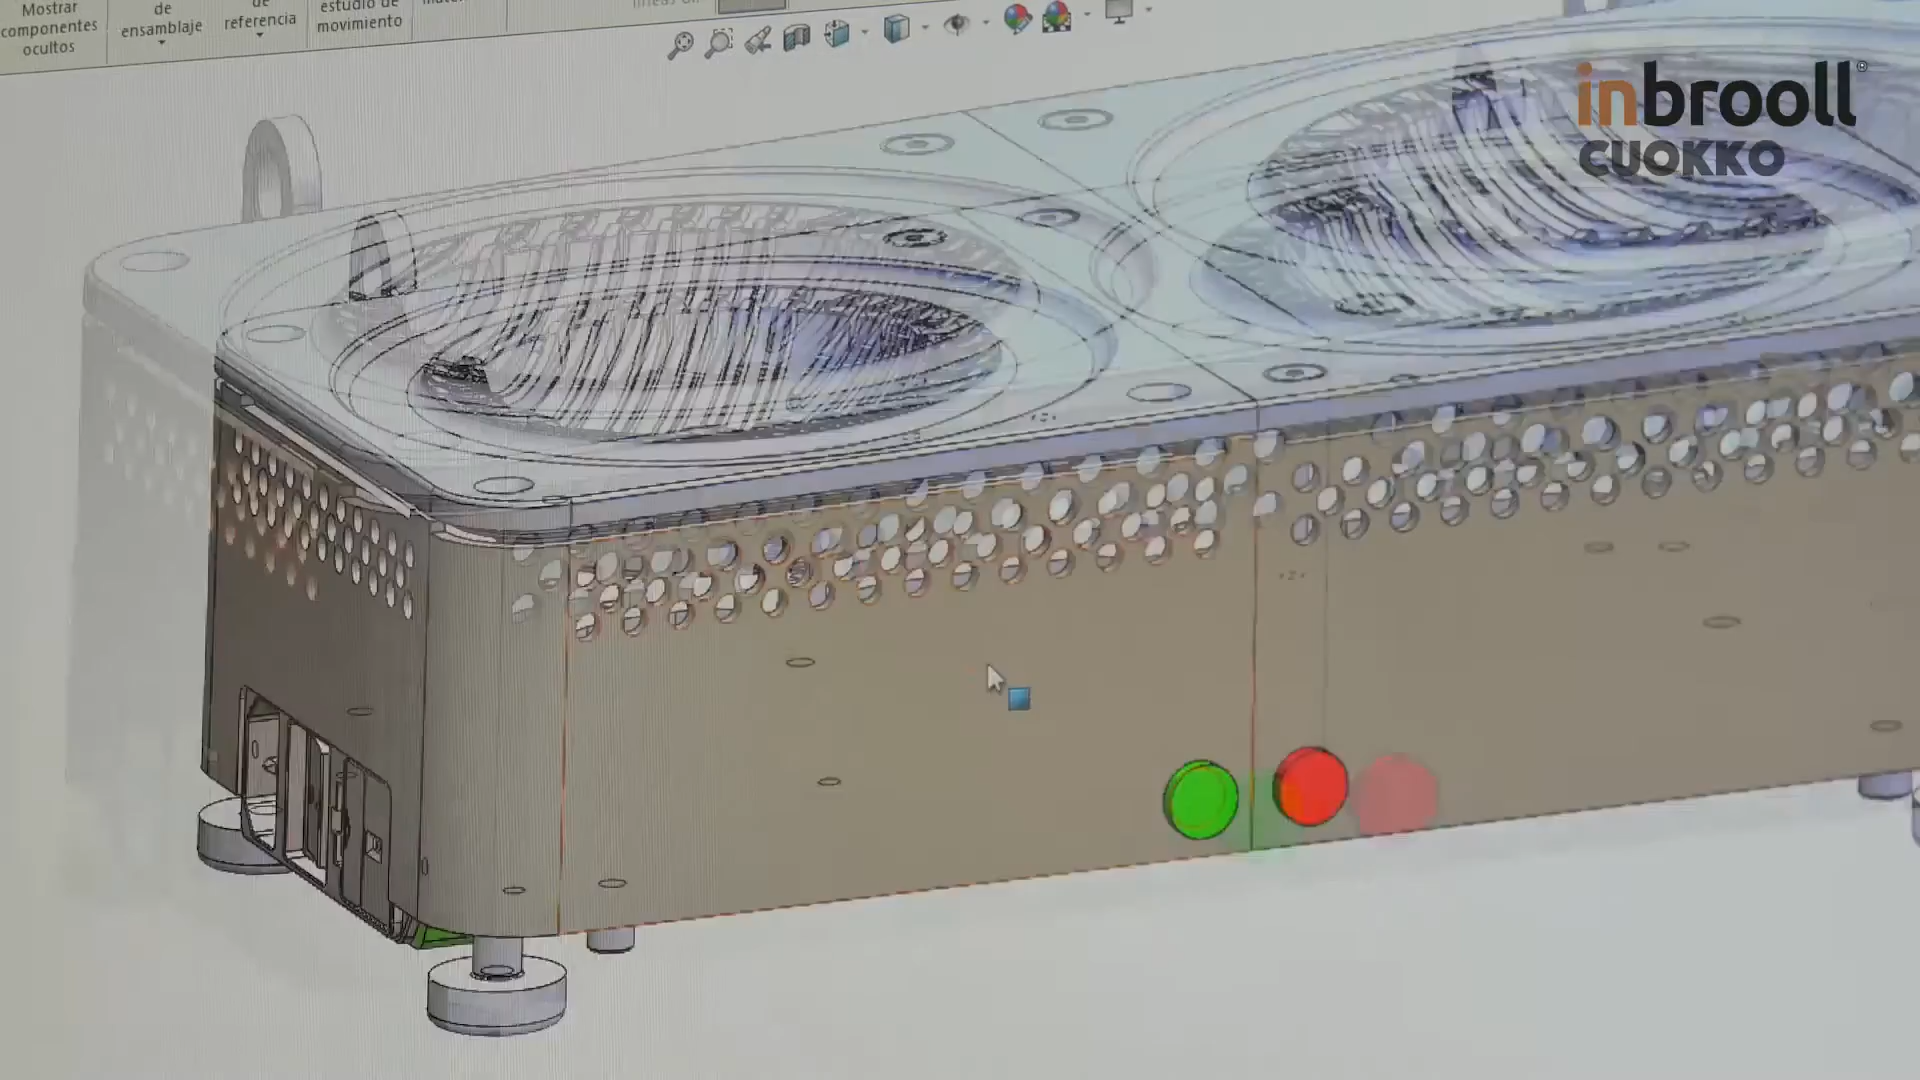 Mostrar
componentes
ocultos
de
ensamblaje
de
referencia
estudio de
movimiento
inbrooll
CUOKKO